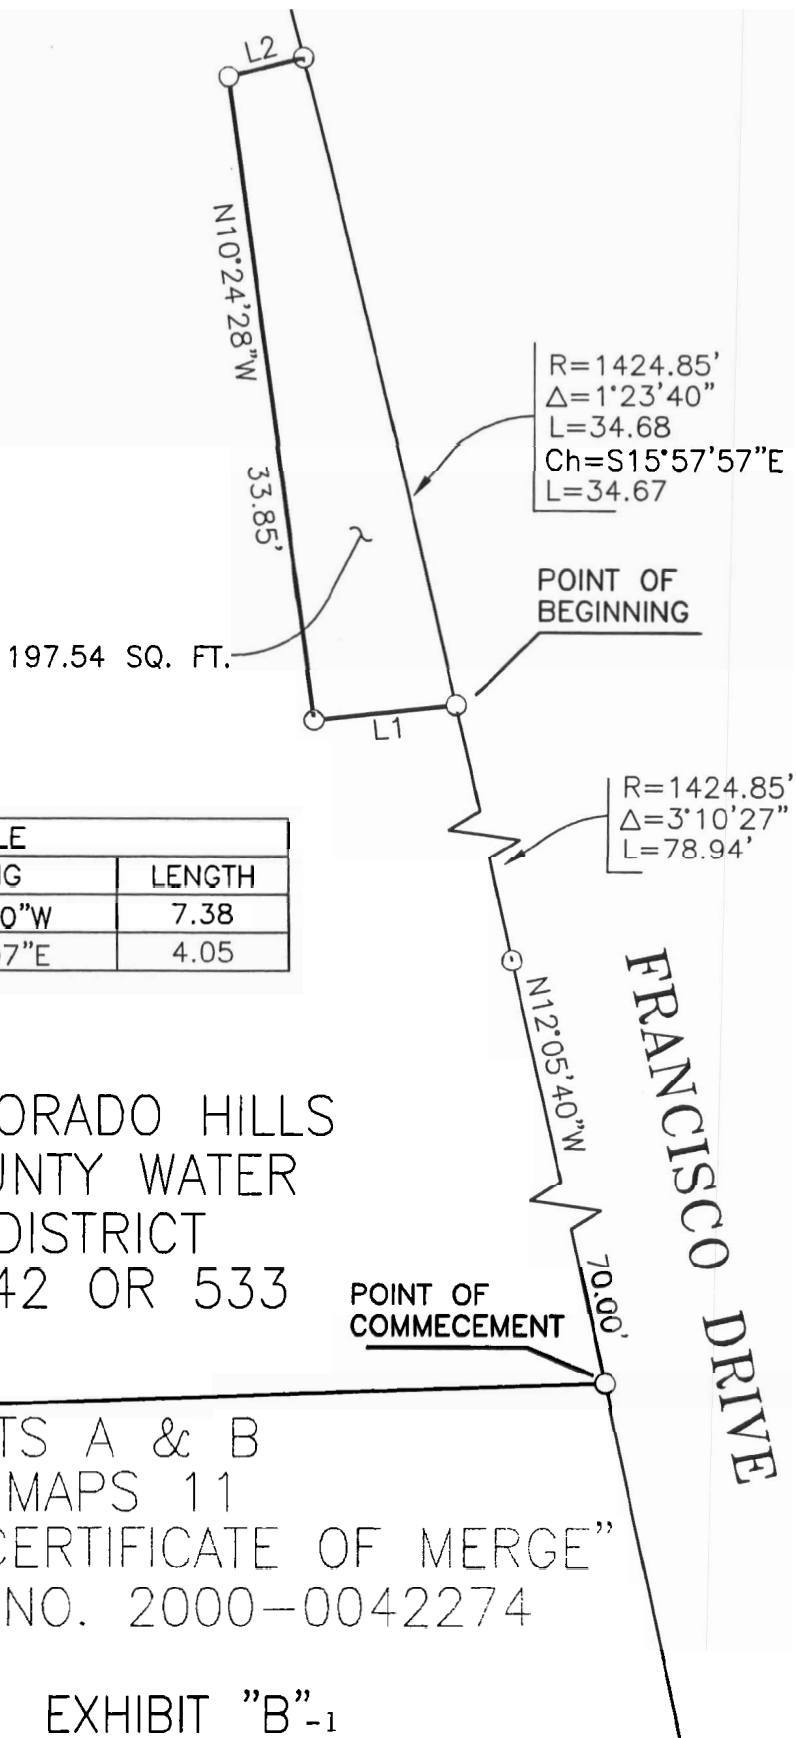 L2
N10°24'28"W
33.85'
R=1424.85'
Δ=1°23'40"
L=34.68
Ch=S15°57'57"E
L=34.67
POINT OF
BEGINNING
197.54 SQ. FT.
L1
R=1424.85'
Δ=3°10'27"
L=78.94'
LE
G LENGTH
0"W 7.38
7"E 4.05
N12°05'40"W
FRANCISCO DRIVE
ORADO HILLS
UNTY WATER
DISTRICT
42 OR 533
70.00'
POINT OF
COMMECEMENT
TS A & B
MAPS 11
CERTIFICATE OF MERGE"
NO. 2000-0042274
EXHIBIT "B"-1